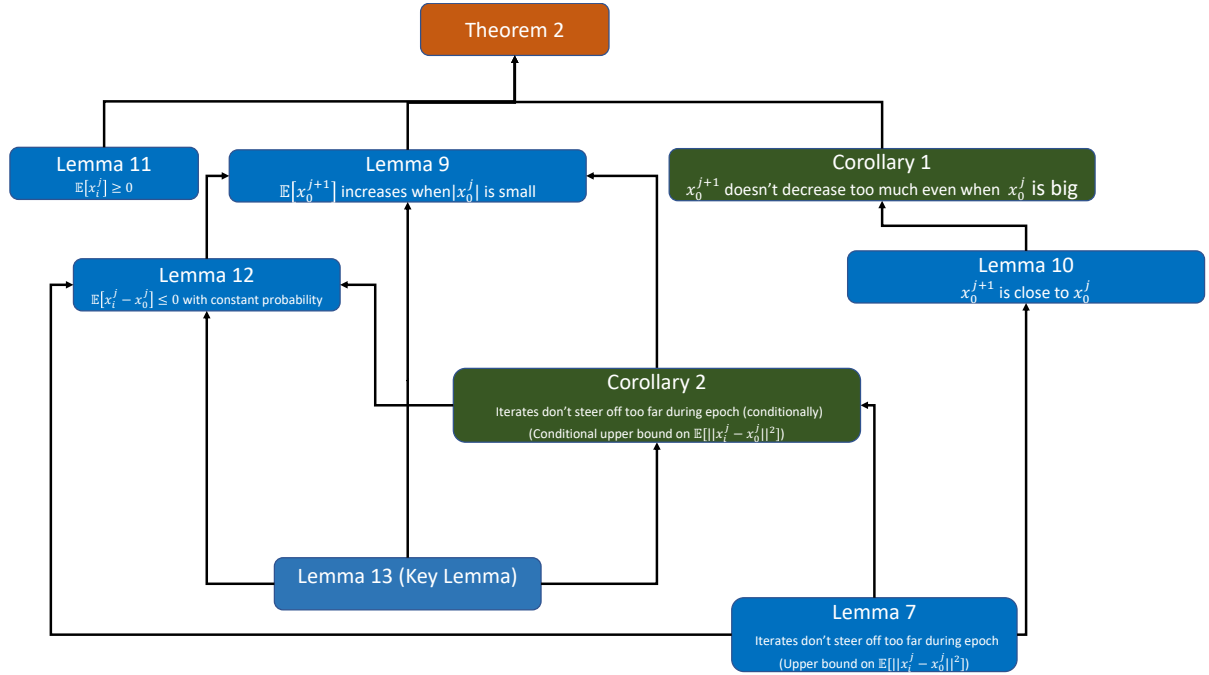 Theorem 2
Lemma 11
𝔼[x_i^j] ≥ 0
Lemma 9
𝔼[x_0^{j+1}] increases when|x_0^j| is small
Corollary 1
x_0^{j+1} doesn't decrease too much even when x_0^j is big
Lemma 12
𝔼[x_i^j − x_0^j] ≤ 0 with constant probability
Lemma 10
x_0^{j+1} is close to x_0^j
Corollary 2
Iterates don't steer off too far during epoch (conditionally)
(Conditional upper bound on 𝔼[||x_i^j − x_0^j||^2])
Lemma 13 (Key Lemma)
Lemma 7
Iterates don't steer off too far during epoch
(Upper bound on 𝔼[||x_i^j − x_0^j||^2])